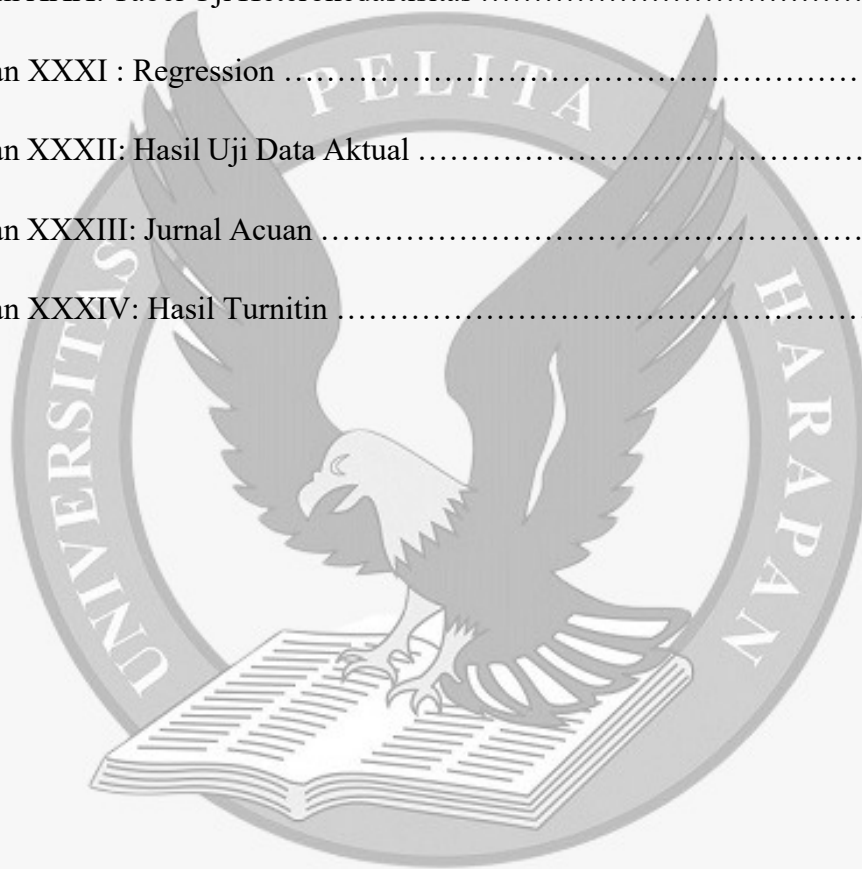 an XXXI : Regression ……………………………………………………
an XXXII: Hasil Uji Data Aktual ……………………………………
an XXXIII: Jurnal Acuan ………………………………………………
an XXXIV: Hasil Turnitin ……………………………………………
UNIVERSITAS PELITA HARAPAN